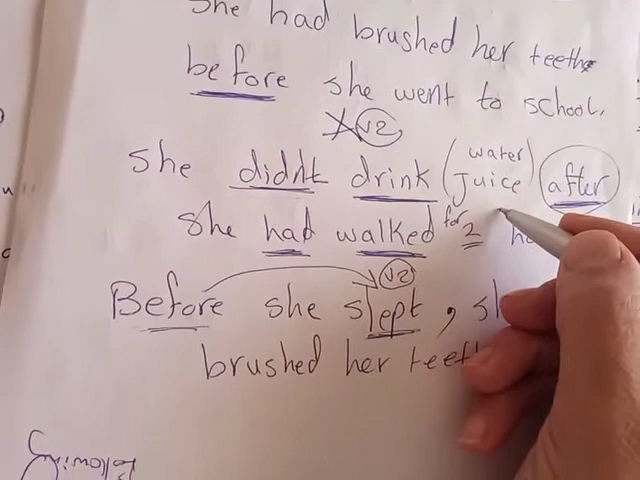 she had brushed her teeth
before she went to school.
V2
she didn't drink (water
Juice) after
she had walked for 2
V2
Before she slept,
brushed her teeth
Following